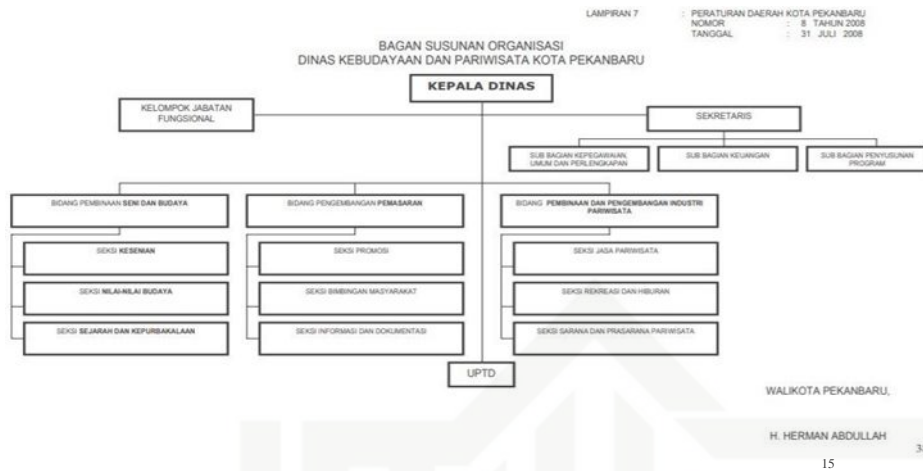 LAMPIRAN 7 : PERATURAN DAERAH KOTA PEKANBARU
NOMOR : 8 TAHUN 2008
TANGGAL : 31 JULI 2008
BAGAN SUSUNAN ORGANISASI
DINAS KEBUDAYAAN DAN PARIWISATA KOTA PEKANBARU
KEPALA DINAS
KELOMPOK JABATAN
FUNGSIONAL
SEKRETARIS
SUB BAGIAN KEPEGAWAIAN,
UMUM DAN PERLENGKAPAN
SUB BAGIAN KEUANGAN
SUB BAGIAN PENYUSUNAN
PROGRAM
BIDANG PEMBINAAN SENI DAN BUDAYA
SEKSI KESENIAN
SEKSI NILAI-NILAI BUDAYA
SEKSI SEJARAH DAN KEPURBAKALAAN
BIDANG PENGEMBANGAN PEMASARAN
SEKSI PROMOSI
SEKSI BIMBINGAN MASYARAKAT
SEKSI INFORMASI DAN DOKUMENTASI
BIDANG PEMBINAAN DAN PENGEMBANGAN INDUSTRI
PARIWISATA
SEKSI JASA PARIWISATA
SEKSI REKREASI DAN HIBURAN
SEKSI SARANA DAN PRASARANA PARIWISATA
UPTD
WALIKOTA PEKANBARU,
H. HERMAN ABDULLAH
15